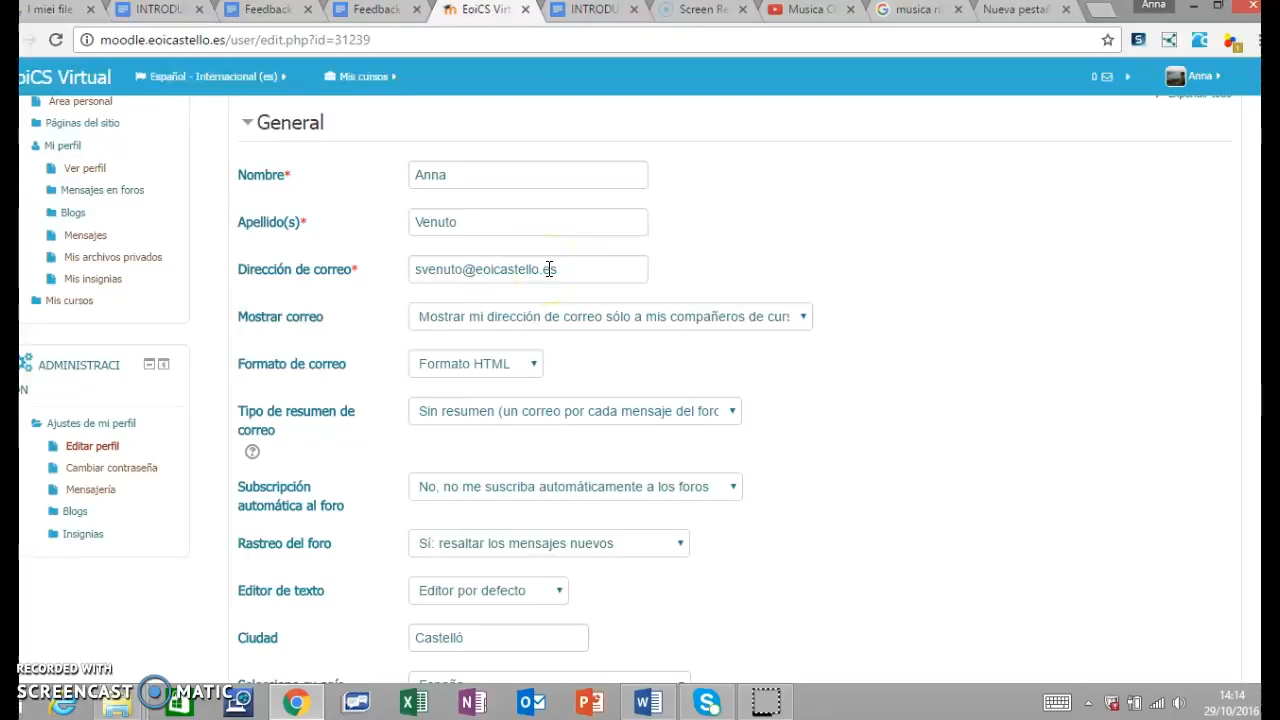 I miei file
INTRODU
Feedback
Feedback
EoiCS Virt
INTRODU
Screen Re
Musica C
musica ri
Nueva pesta
Anna
moodle.eoicastello.es/user/edit.php?id=31239
oiCS Virtual
Español - Internacional (es)
Mis cursos
0
Anna
Area personal
Páginas del sitio
Mi perfil
Ver perfil
Mensajes en foros
Blogs
Mensajes
Mis archivos privados
Mis insignias
Mis cursos
ADMINISTRACI
ON
Ajustes de mi perfil
Editar perfil
Cambiar contraseña
Mensajería
Blogs
Insignias
General
Nombre*
Anna
Apellido(s)*
Venuto
Dirección de correo*
svenuto@eoicastello.es
Mostrar correo
Mostrar mi dirección de correo sólo a mis compañeros de curs
Formato de correo
Formato HTML
Tipo de resumen de
correo
Sin resumen (un correo por cada mensaje del forc
Subscripción
automática al foro
No, no me suscriba automáticamente a los foros
Rastreo del foro
Sí: resaltar los mensajes nuevos
Editor de texto
Editor por defecto
Ciudad
Castelló
RECORDED WITH
SCREENCAST MATIC
14:14
29/10/2016